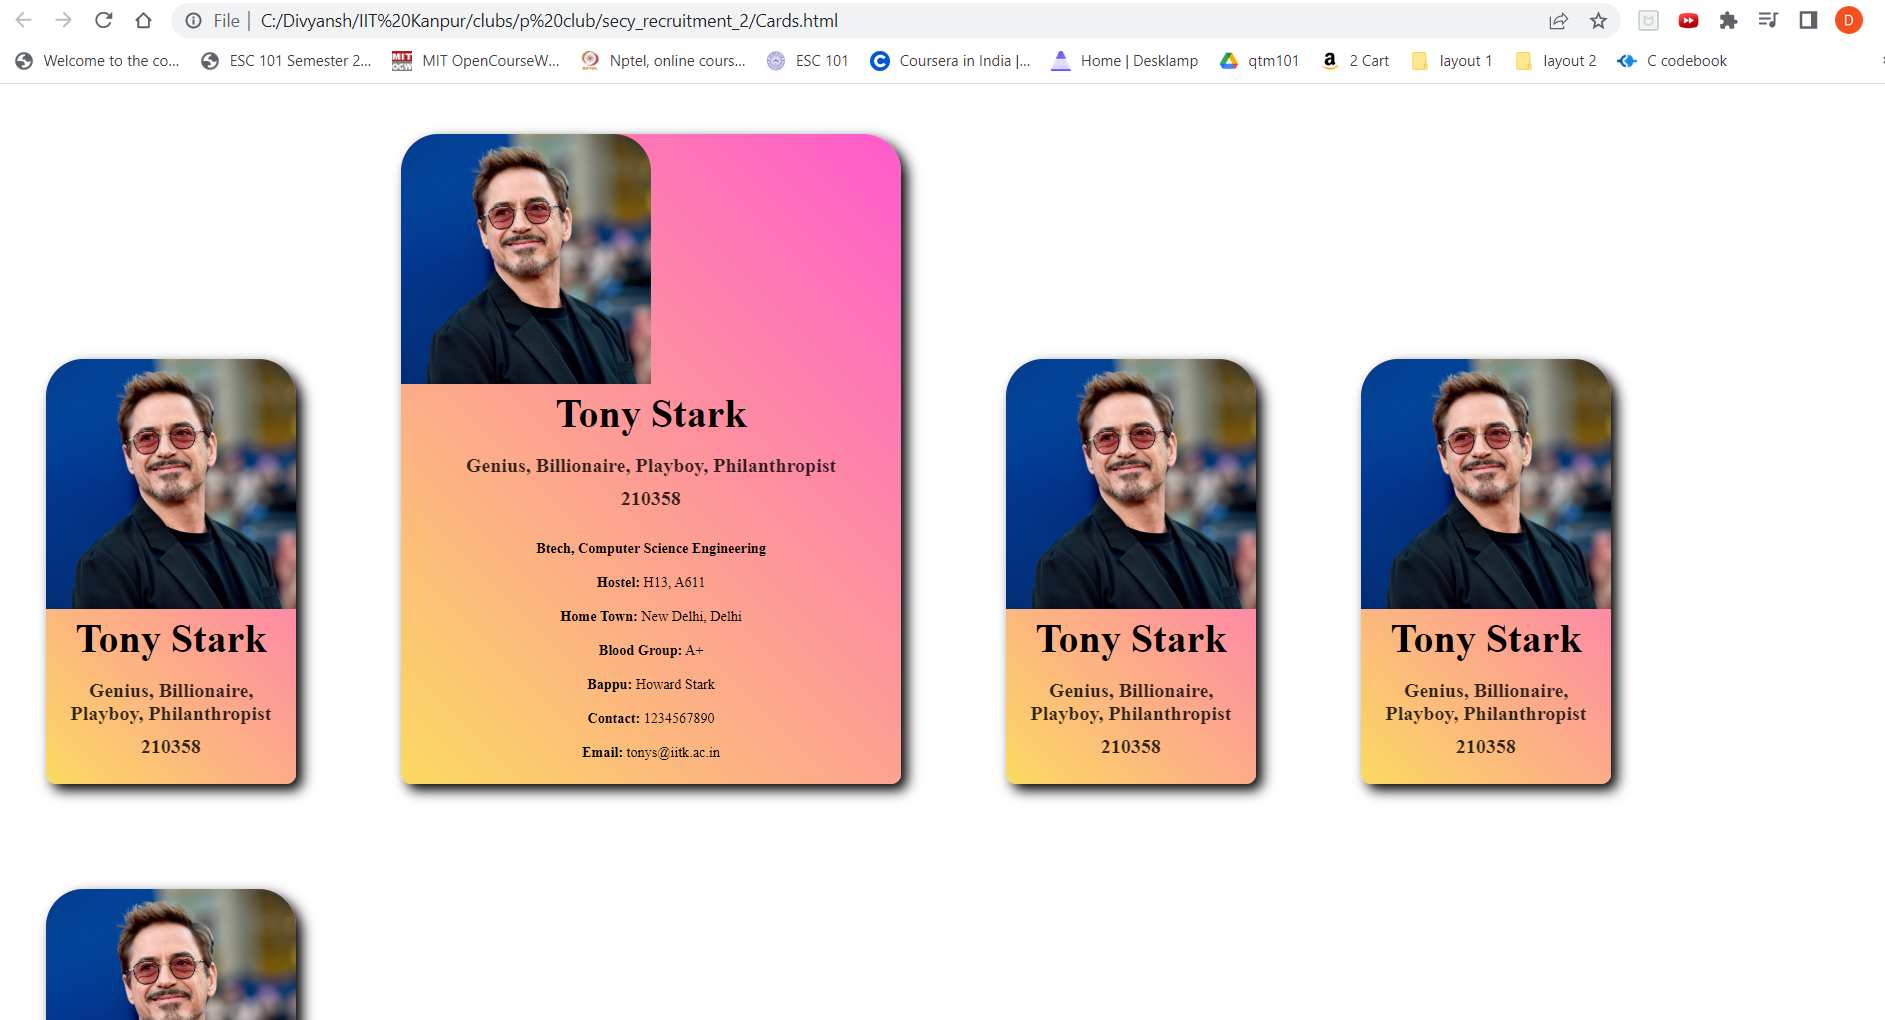 File | C:/Divyansh/IIT%20Kanpur/clubs/p%20club/secy_recruitment_2/Cards.html
D
Welcome to the co...
ESC 101 Semester 2...
MIT OpenCourseW...
Nptel, online cours...
ESC 101
Coursera in India |...
Home | Desklamp
qtm101
2 Cart
layout 1
layout 2
C codebook
Tony Stark
Genius, Billionaire,
Playboy, Philanthropist
210358
Tony Stark
Genius, Billionaire, Playboy, Philanthropist
210358
Btech, Computer Science Engineering
Hostel: H13, A611
Home Town: New Delhi, Delhi
Blood Group: A+
Bappu: Howard Stark
Contact: 1234567890
Email: tonys@iitk.ac.in
Tony Stark
Genius, Billionaire,
Playboy, Philanthropist
210358
Tony Stark
Genius, Billionaire,
Playboy, Philanthropist
210358